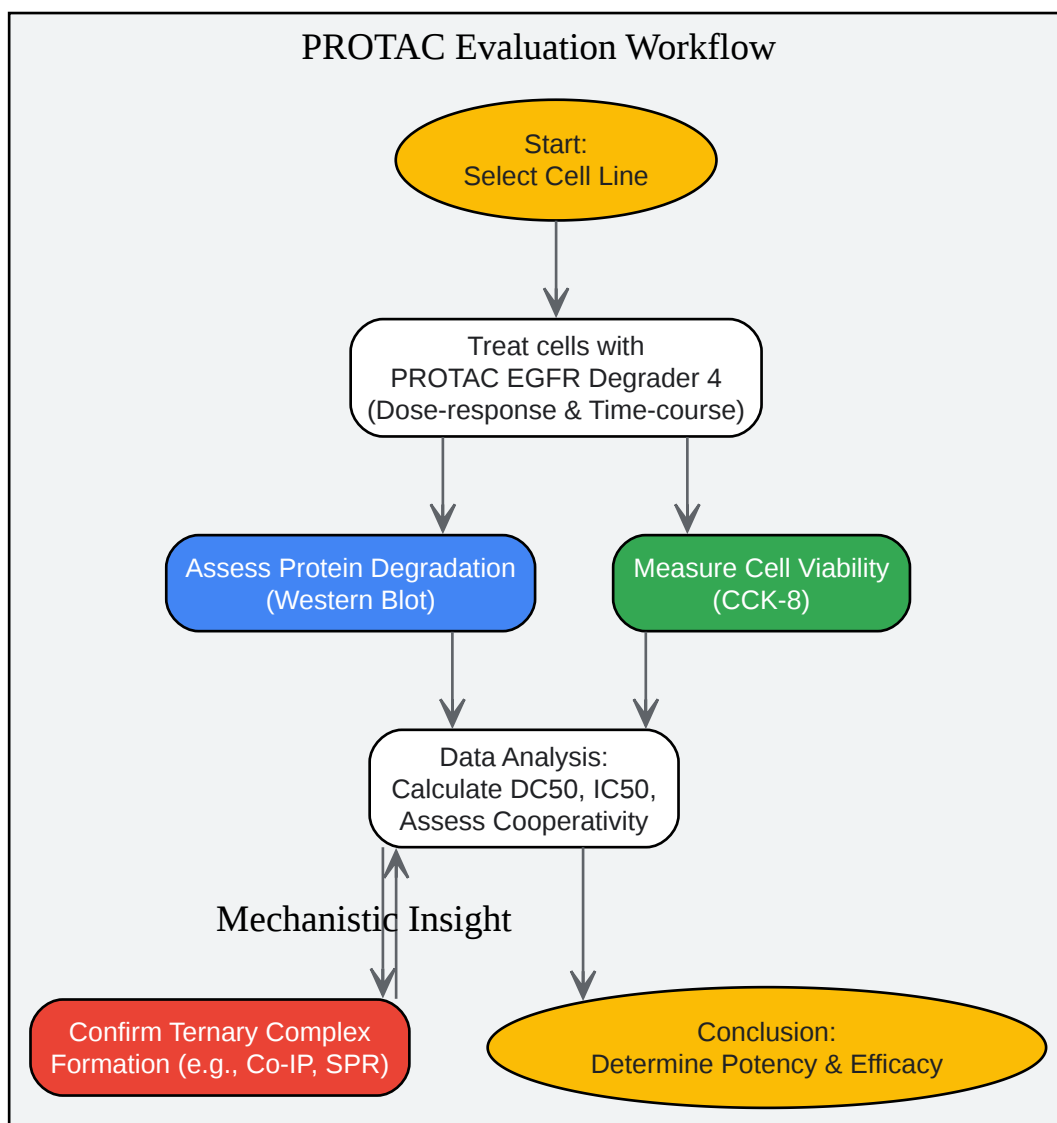 PROTAC Evaluation Workflow
Start:
Select Cell Line
Treat cells with
PROTAC EGFR Degrader 4
(Dose-response & Time-course)
Assess Protein Degradation
(Western Blot)
Measure Cell Viability
(CCK-8)
Data Analysis:
Calculate DC50, IC50,
Assess Cooperativity
Mechanistic Insight
Confirm Ternary Complex
Formation (e.g., Co-IP, SPR)
Conclusion:
Determine Potency & Efficacy